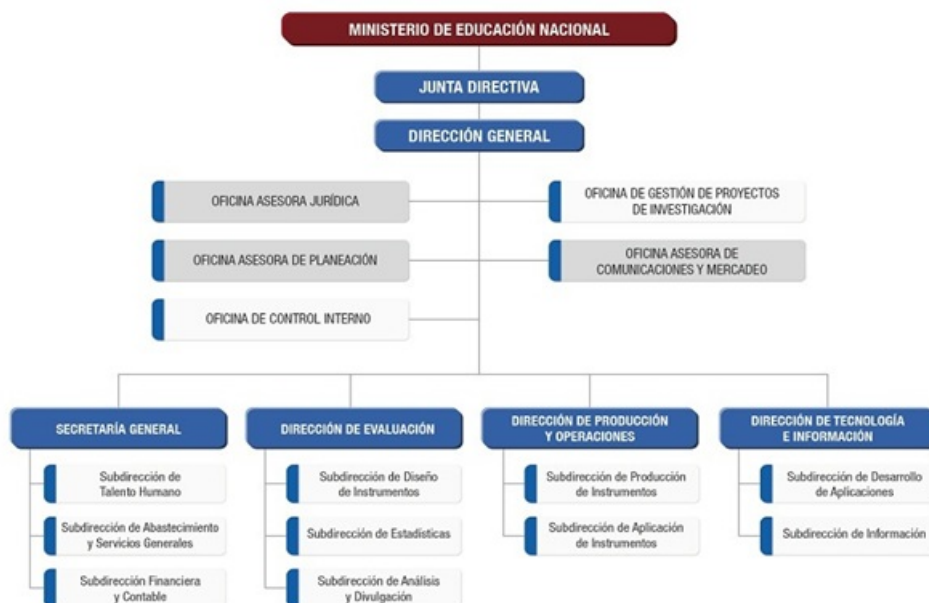 MINISTERIO DE EDUCACIÓN NACIONAL
JUNTA DIRECTIVA
DIRECCIÓN GENERAL
OFICINA ASESORA JURÍDICA
OFICINA DE GESTIÓN DE PROYECTOS
DE INVESTIGACIÓN
OFICINA ASESORA DE PLANEACIÓN
OFICINA ASESORA DE
COMUNICACIONES Y MERCADEO
OFICINA DE CONTROL INTERNO
SECRETARÍA GENERAL
Subdirección de
Talento Humano
Subdirección de Abastecimiento
y Servicios Generales
Subdirección Financiera
y Contable
DIRECCIÓN DE EVALUACIÓN
Subdirección de Diseño
de Instrumentos
Subdirección de Estadísticas
Subdirección de Análisis
y Divulgación
DIRECCIÓN DE PRODUCCIÓN
Y OPERACIONES
Subdirección de Producción
de Instrumentos
Subdirección de Aplicación
de Instrumentos
DIRECCIÓN DE TECNOLOGÍA
E INFORMACIÓN
Subdirección de Desarrollo
de Aplicaciones
Subdirección de Información